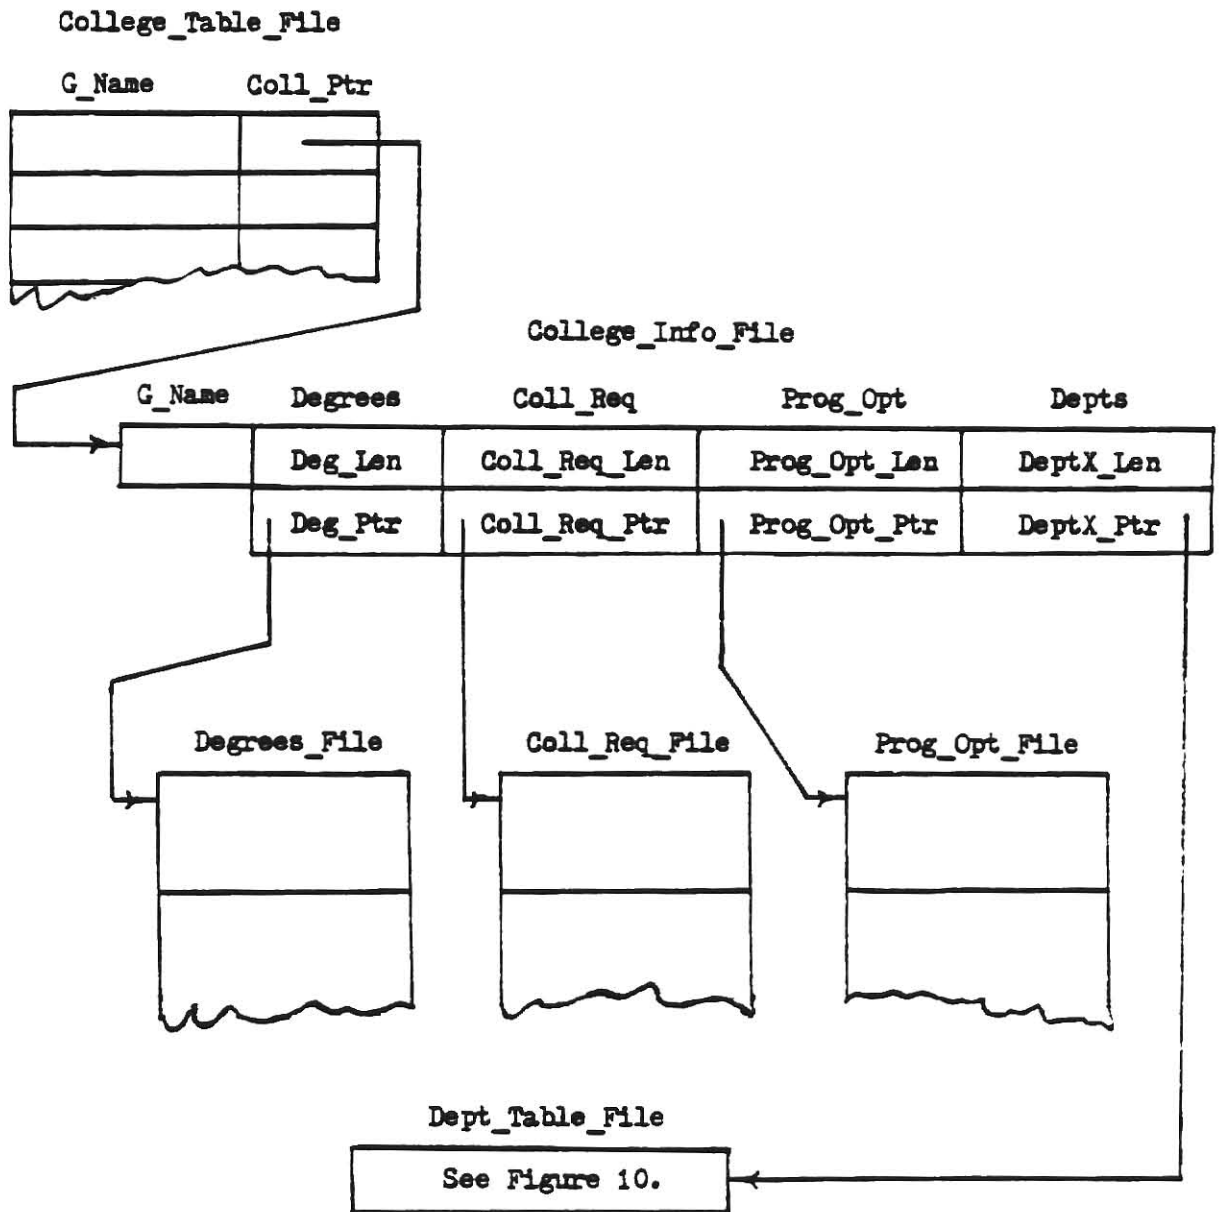 College_Table_File
G_Name Coll_Ptr
College_Info_File
G_Name Degrees Coll_Req Prog_Opt Depts
Deg_Len Coll_Req_Len Prog_Opt_Len DeptX_Len
Deg_Ptr Coll_Req_Ptr Prog_Opt_Ptr DeptX_Ptr
Degrees_File Coll_Req_File Prog_Opt_File
Dept_Table_File
See Figure 10.